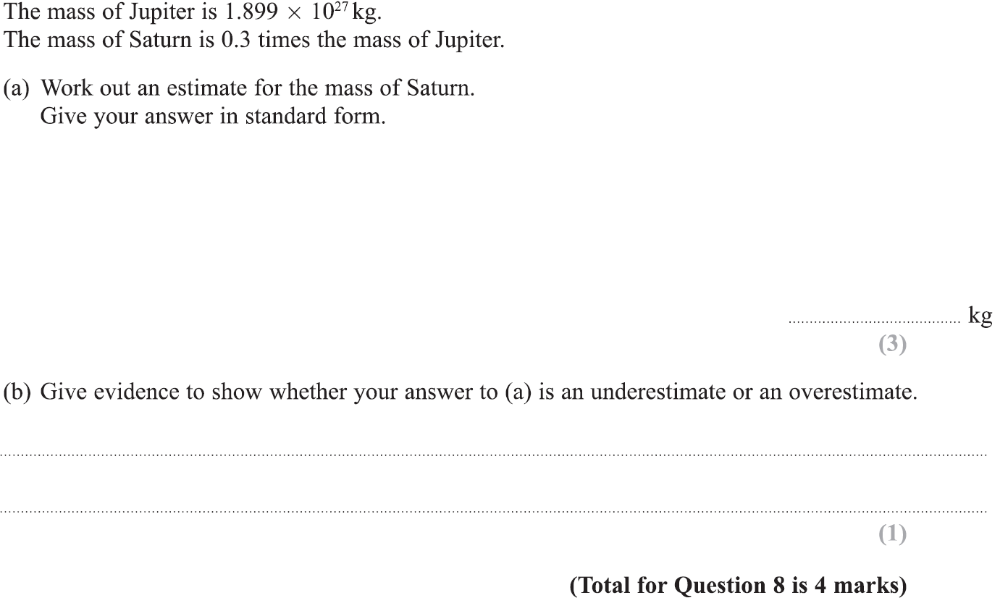 The mass of Jupiter is 1.899 × 10²⁷ kg.
The mass of Saturn is 0.3 times the mass of Jupiter.
(a) Work out an estimate for the mass of Saturn.
Give your answer in standard form.
kg
(3)
(b) Give evidence to show whether your answer to (a) is an underestimate or an overestimate.
(1)
(Total for Question 8 is 4 marks)